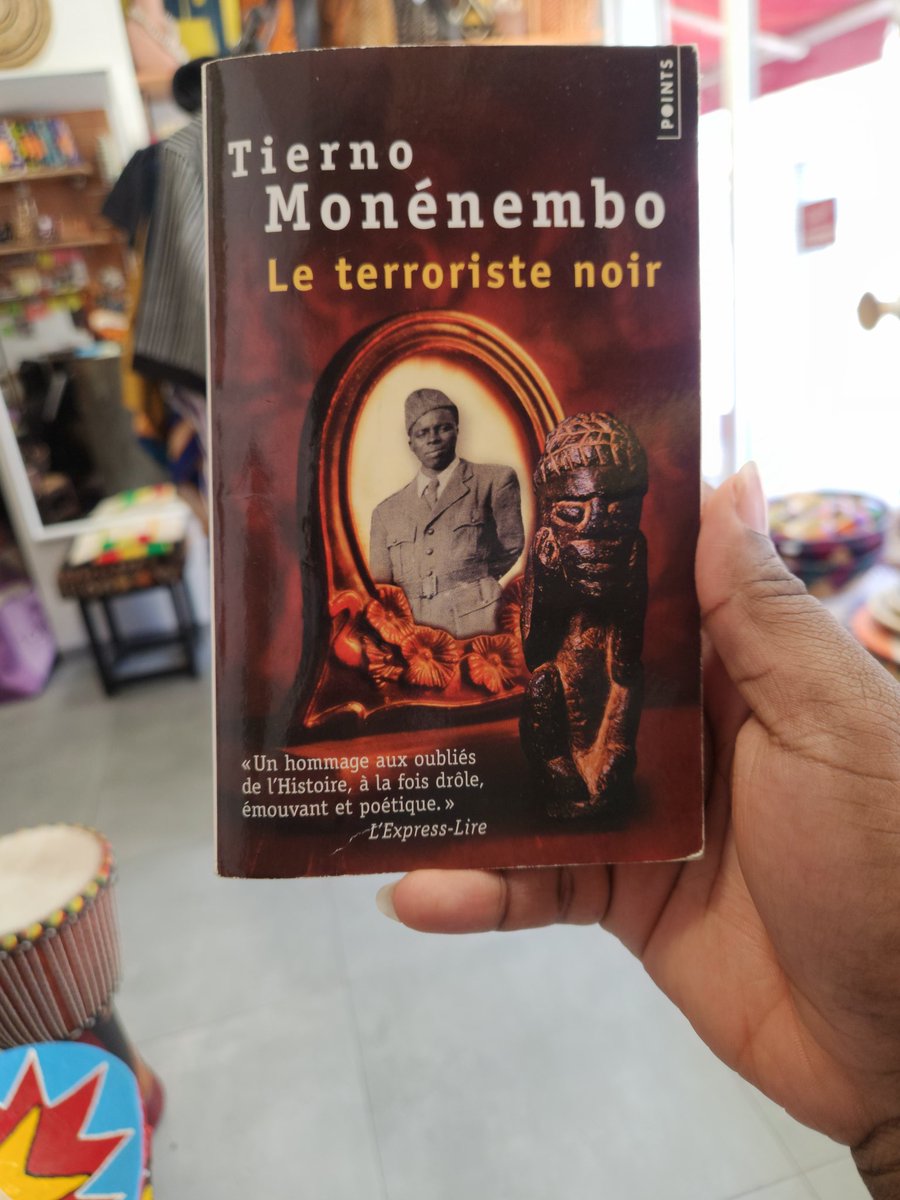 POINTS
Tierno
Monénembo
Le terroriste noir
« Un hommage aux oubliés
de l'Histoire, à la fois drôle,
émouvant et poétique. »
L'Express-Lire